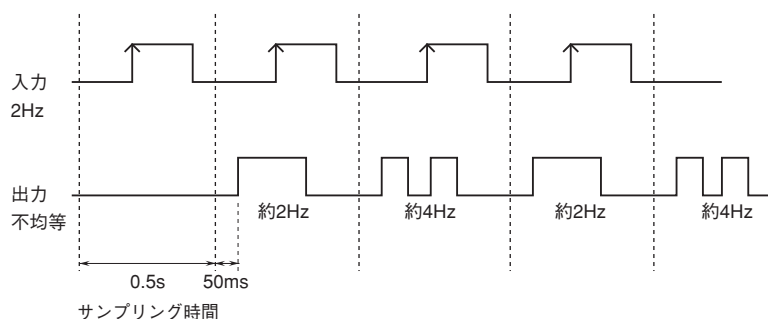 入力
2Hz
出力
不均等
約2Hz
約4Hz
約2Hz
約4Hz
0.5s
50ms
サンプリング時間